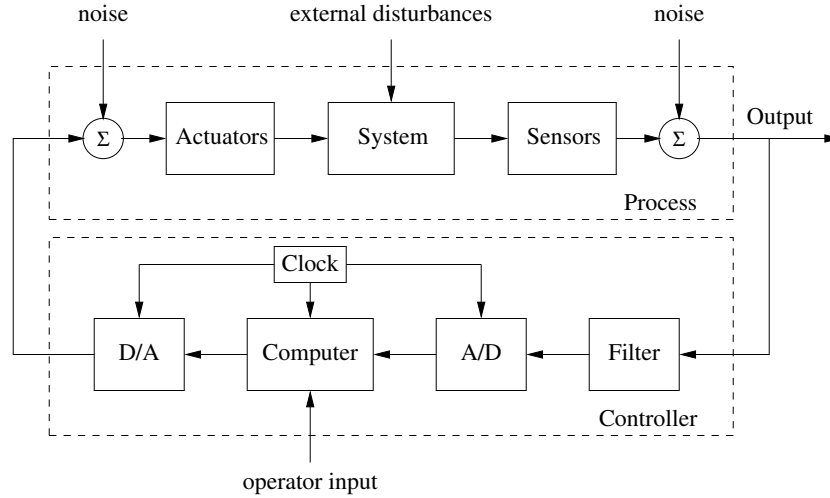 noise
external disturbances
noise
Output
Σ
Actuators
System
Sensors
Σ
Process
Clock
D/A
Computer
A/D
Filter
Controller
operator input